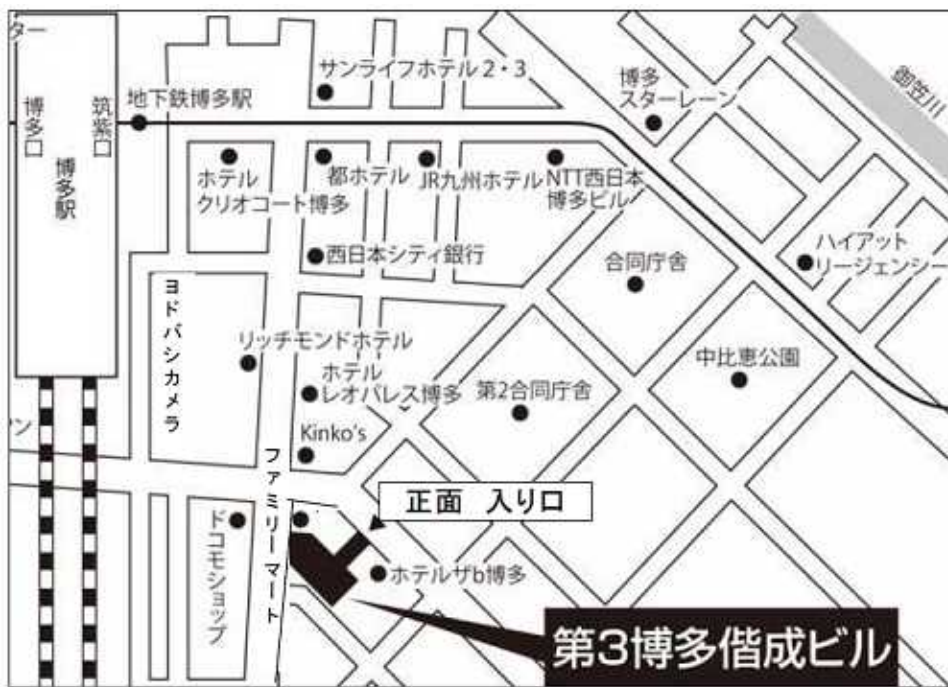 ター
サンライフホテル2・3
博多
スターレーン
御笠川
地下鉄博多駅
博多
筑紫
博多駅
ホテル
クリオコート博多
都ホテル
JR九州ホテル
NTT西日本
博多ビル
西日本シティ銀行
合同庁舎
ハイアット
リージェンシー
ヨドバシカメラ
リッチモンドホテル
ホテル
レオパレス博多
第2合同庁舎
中比恵公園
ン
Kinko's
ファミリーマート
正面 入り口
ドコモショップ
ホテルザb博多
第3博多偕成ビル